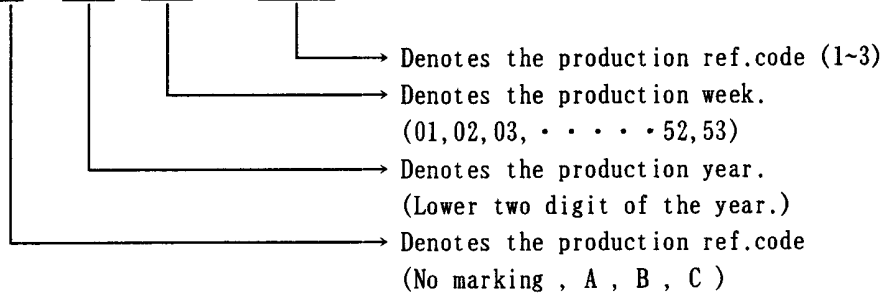 Denotes the production ref.code (1~3)
Denotes the production week.
(01,02,03, · · · · · 52,53)
Denotes the production year.
(Lower two digit of the year.)
Denotes the production ref.code
(No marking , A , B , C )